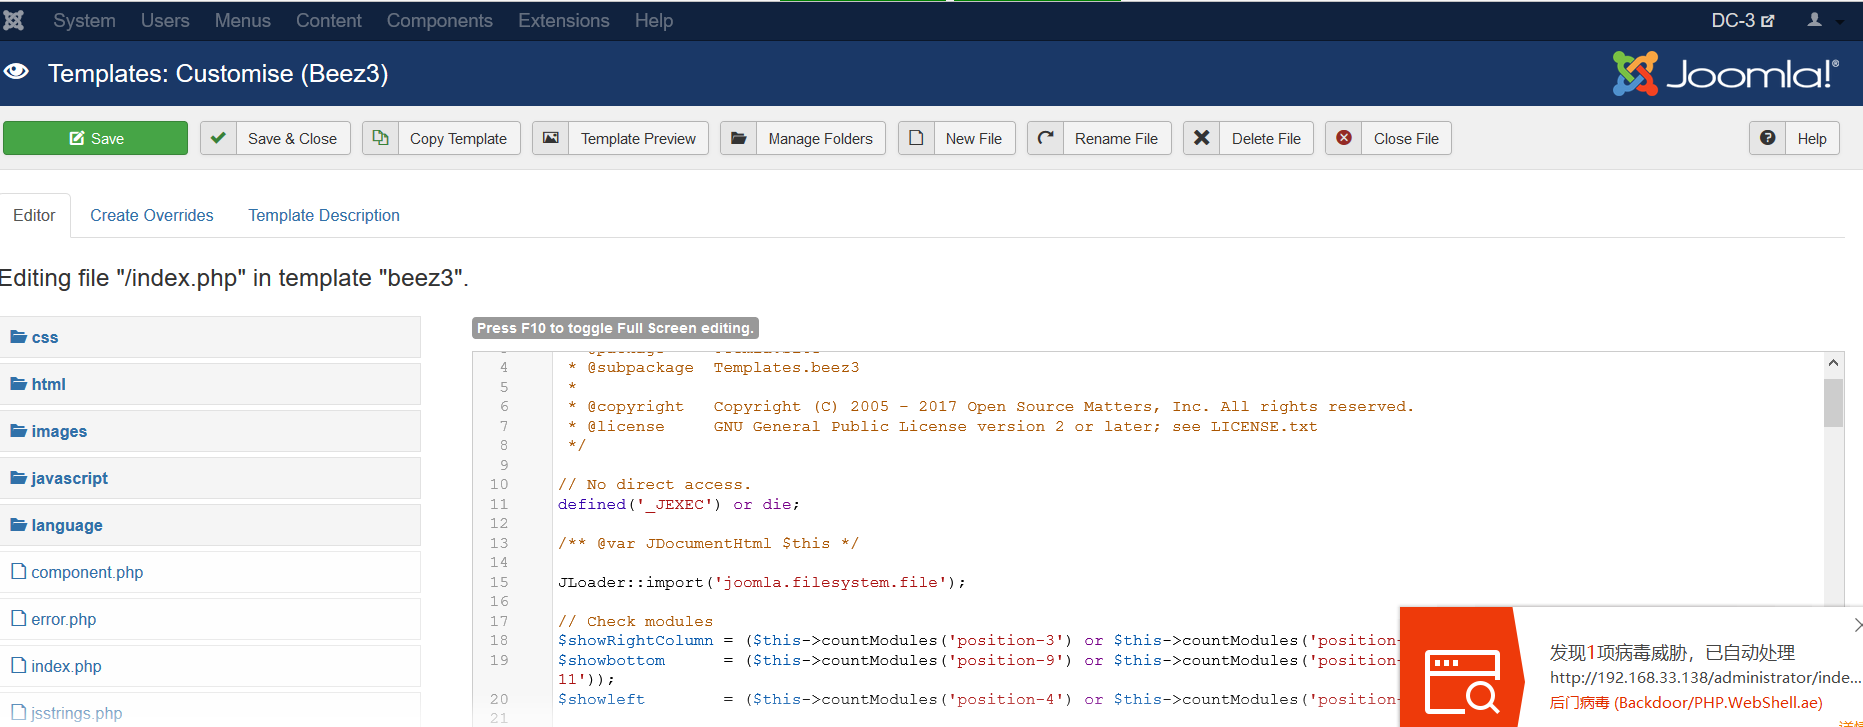 System Users Menus Content Components Extensions Help DC-3
Templates: Customise (Beez3) Joomla!®
Save Save & Close Copy Template Template Preview Manage Folders New File Rename File Delete File Close File Help
Editor Create Overrides Template Description
Editing file "/index.php" in template "beez3".
css
html
images
javascript
language
component.php
error.php
index.php
jsstrings.php
Press F10 to toggle Full Screen editing.
4 * @subpackage Templates.beez3
5 *
6 * @copyright Copyright (C) 2005 - 2017 Open Source Matters, Inc. All rights reserved.
7 * @license GNU General Public License version 2 or later; see LICENSE.txt
8 */
9
10 // No direct access.
11 defined('_JEXEC') or die;
12
13 /** @var JDocumentHtml $this */
14
15 JLoader::import('joomla.filesystem.file');
16
17 // Check modules
18 $showRightColumn = ($this->countModules('position-3') or $this->countModules('position-
19 $showbottom = ($this->countModules('position-9') or $this->countModules('position-
11'));
20 $showleft = ($this->countModules('position-4') or $this->countModules('position-
21
发现1项病毒威胁，已自动处理
http://192.168.33.138/administrator/inde...
后门病毒 (Backdoor/PHP.WebShell.ae)